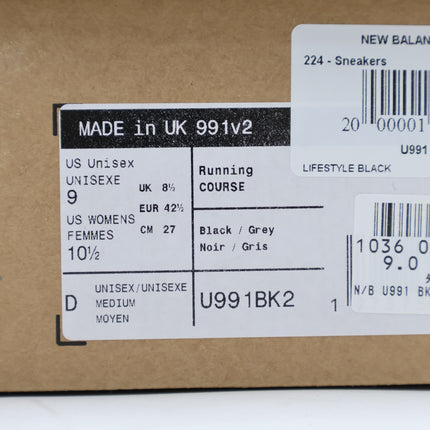 NEW BALAN
224 - Sneakers
20 00001
U991
LIFESTYLE BLACK
MADE in UK 991v2
US Unisex
UNISEXE
9
US WOMENS
FEMMES
10½
UK 8½
EUR 42½
CM 27
Running
COURSE
Black / Grey
Noir / Gris
D
UNISEX/UNISEXE
MEDIUM
MOYEN
U991BK2
1
1036 0
9.0
N/B U991 BK